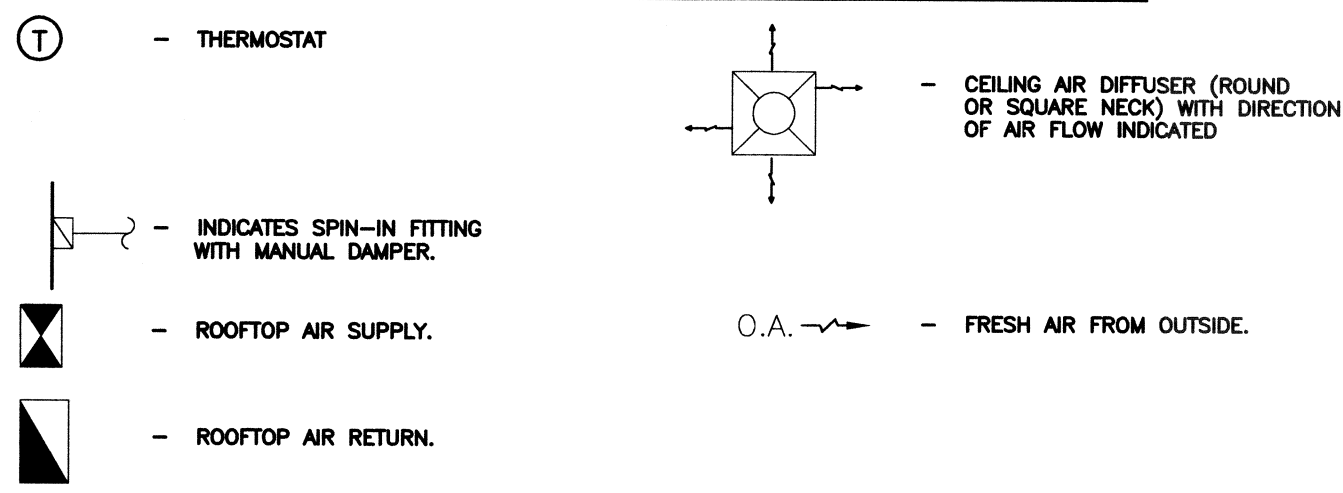 T
– THERMOSTAT
– INDICATES SPIN–IN FITTING
WITH MANUAL DAMPER.
– ROOFTOP AIR SUPPLY.
– ROOFTOP AIR RETURN.
– CEILING AIR DIFFUSER (ROUND
OR SQUARE NECK) WITH DIRECTION
OF AIR FLOW INDICATED
O.A. – FRESH AIR FROM OUTSIDE.